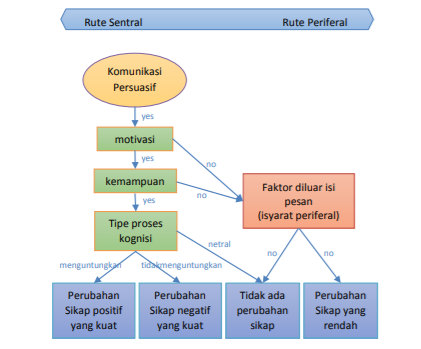 Rute Sentral
Rute Periferal
Komunikasi
Persuasif
yes
motivasi
yes
no
kemampuan
no
yes
Faktor diluar isi
pesan
(isyarat periferal)
Tipe proses
kognisi
netral
no
no
menguntungkan
tidakmenguntungkan
Perubahan
Sikap positif
yang kuat
Perubahan
Sikap negatif
yang kuat
Tidak ada
perubahan
sikap
Perubahan
Sikap yang
rendah